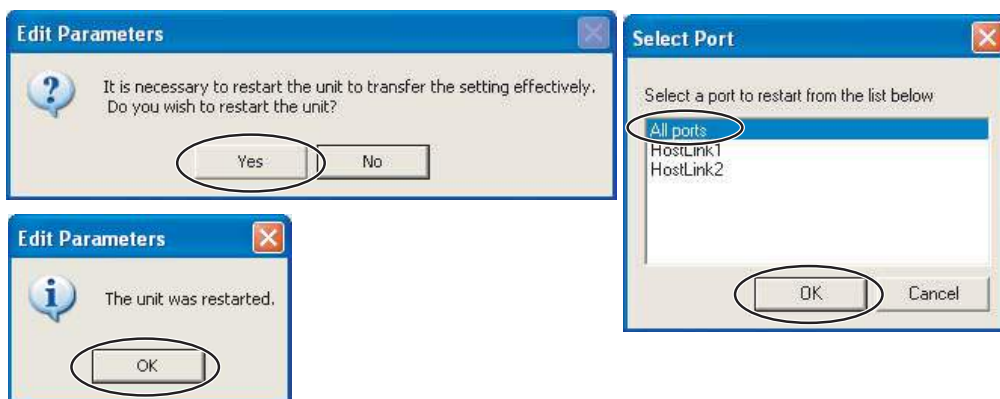 Edit Parameters
It is necessary to restart the unit to transfer the setting effectively.
Do you wish to restart the unit?
Yes
No
Select Port
Select a port to restart from the list below
All ports
HostLink1
HostLink2
OK
Cancel
Edit Parameters
The unit was restarted.
OK